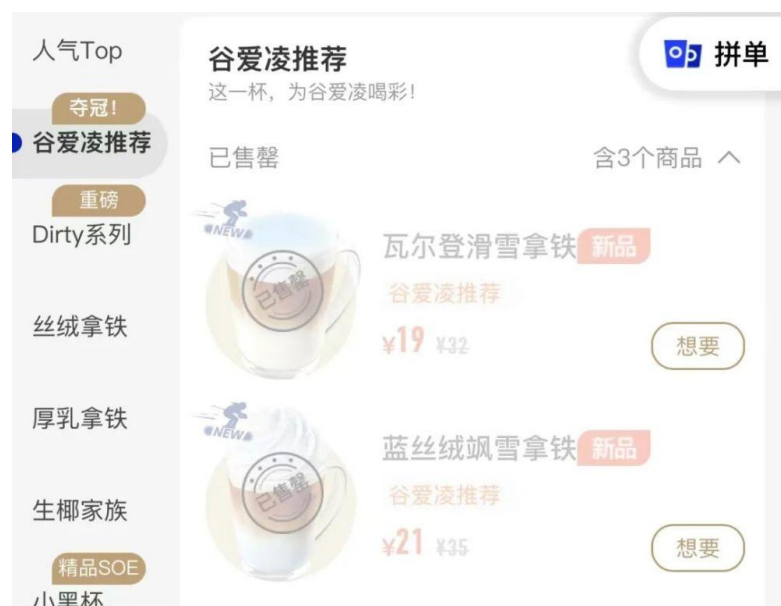 人气Top
夺冠!
谷爱凌推荐
重磅
Dirty系列
丝绒拿铁
厚乳拿铁
生椰家族
精品SOE
小黑杯
谷爱凌推荐
这一杯，为谷爱凌喝彩!
拼单
已售罄
含3个商品
NEW
已售罄
瓦尔登滑雪拿铁 新品
谷爱凌推荐
¥19 ¥32
想要
NEW
已售罄
蓝丝绒飒雪拿铁 新品
谷爱凌推荐
¥21 ¥35
想要